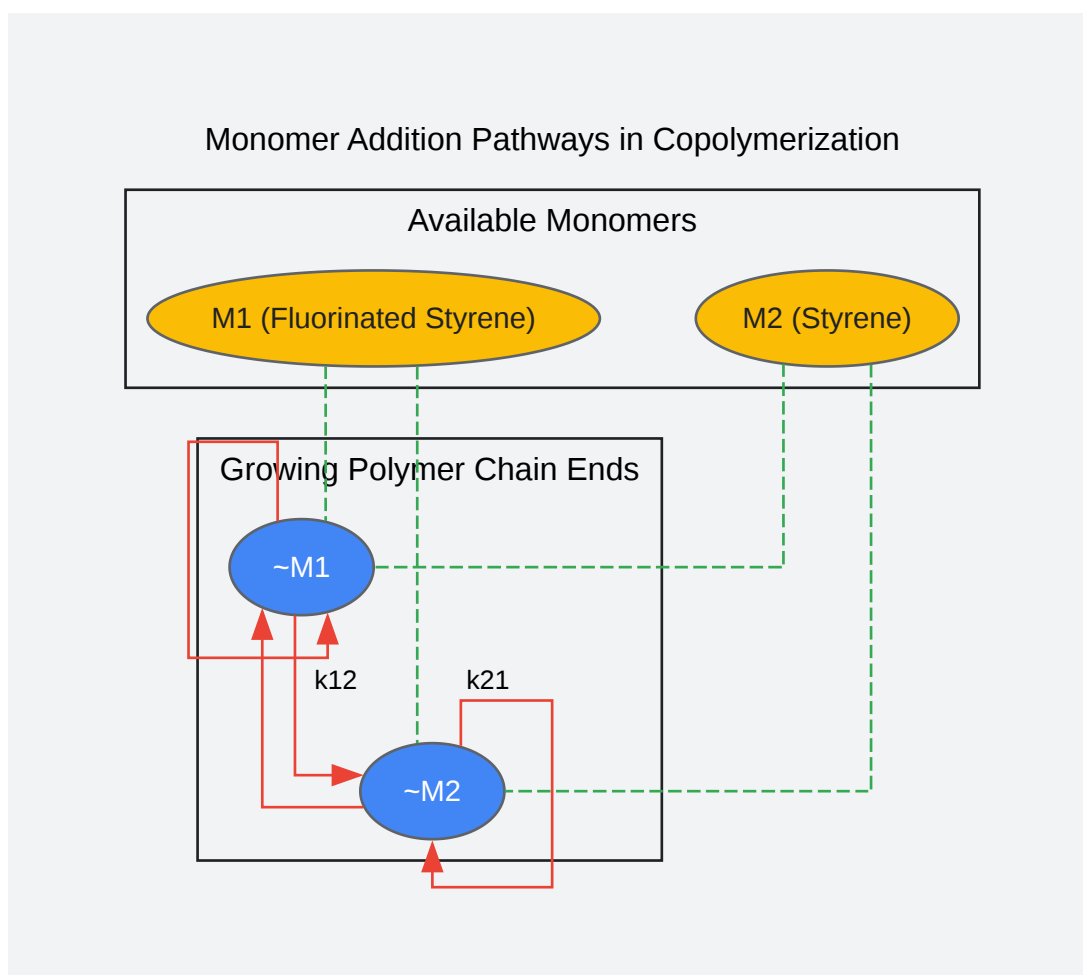 Monomer Addition Pathways in Copolymerization
Available Monomers
M1 (Fluorinated Styrene)
M2 (Styrene)
Growing Polymer Chain Ends
~M1
k12
k21
~M2